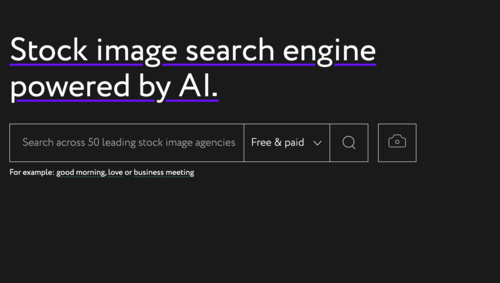 Stock image search engine
powered by AI.
Search across 50 leading stock image agencies Free & paid
For example: good morning, love or business meeting